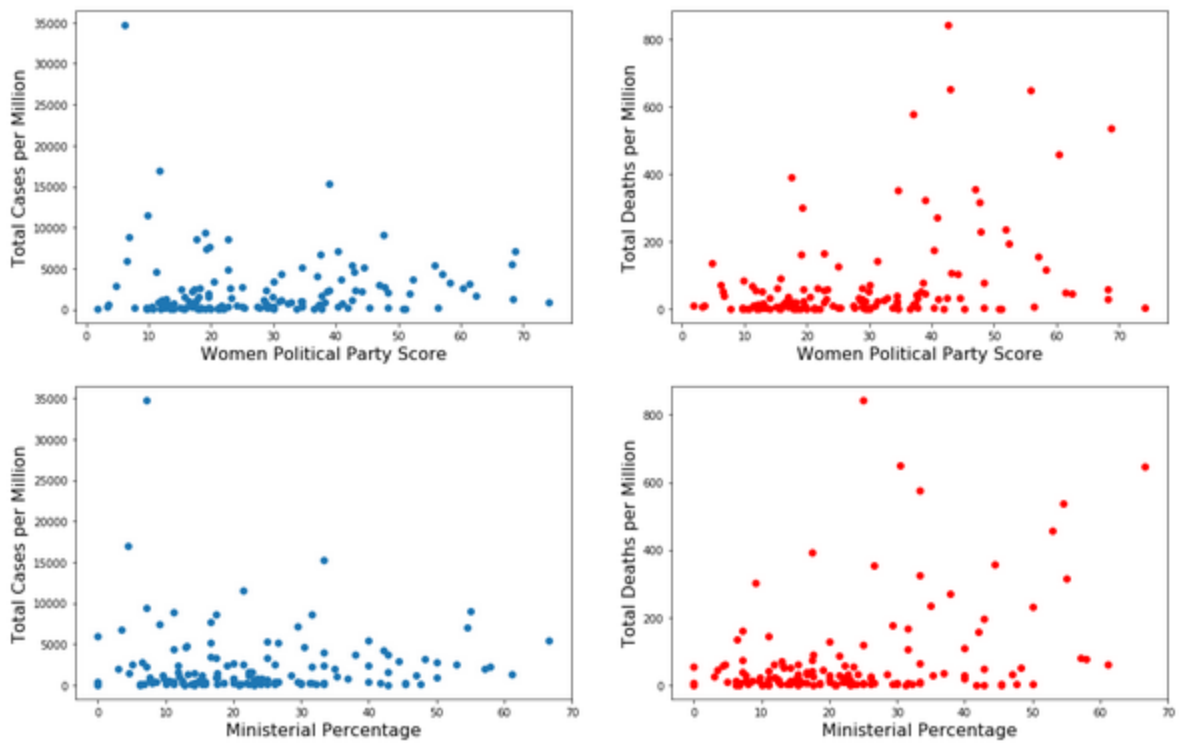 35000
30000
25000
20000
15000
10000
5000
0
Total Cases per Million
0 10 20 30 40 50 60 70
Women Political Party Score
800
600
400
200
0
Total Deaths per Million
0 10 20 30 40 50 60 70
Women Political Party Score
35000
30000
25000
20000
15000
10000
5000
0
Total Cases per Million
0 10 20 30 40 50 60 70
Ministerial Percentage
800
600
400
200
0
Total Deaths per Million
0 10 20 30 40 50 60 70
Ministerial Percentage